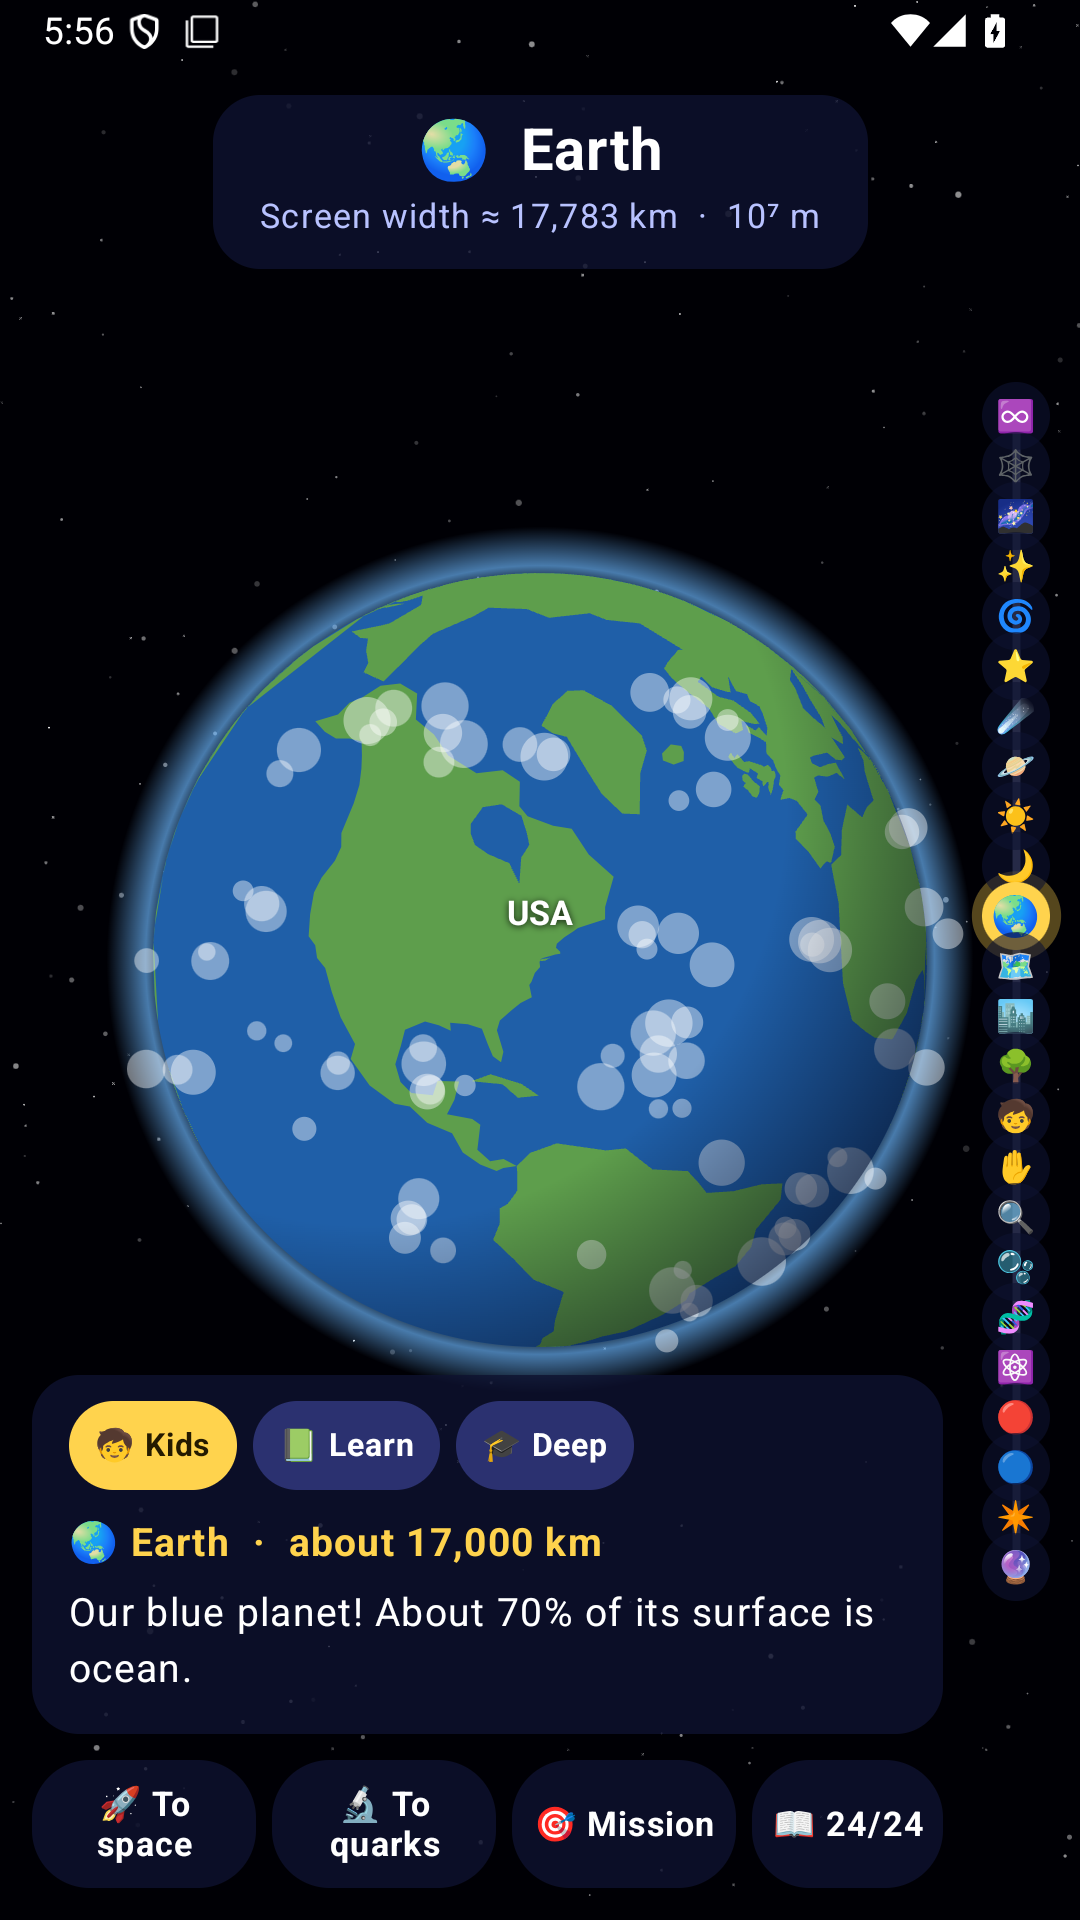 5:56
🌏 Earth
Screen width ≈ 17,783 km · 10⁷ m
USA
🧒 Kids
📗 Learn
🎓 Deep
🌏 Earth · about 17,000 km
Our blue planet! About 70% of its surface is
ocean.
🚀 To
space
🔬 To
quarks
🎯 Mission
📖 24/24